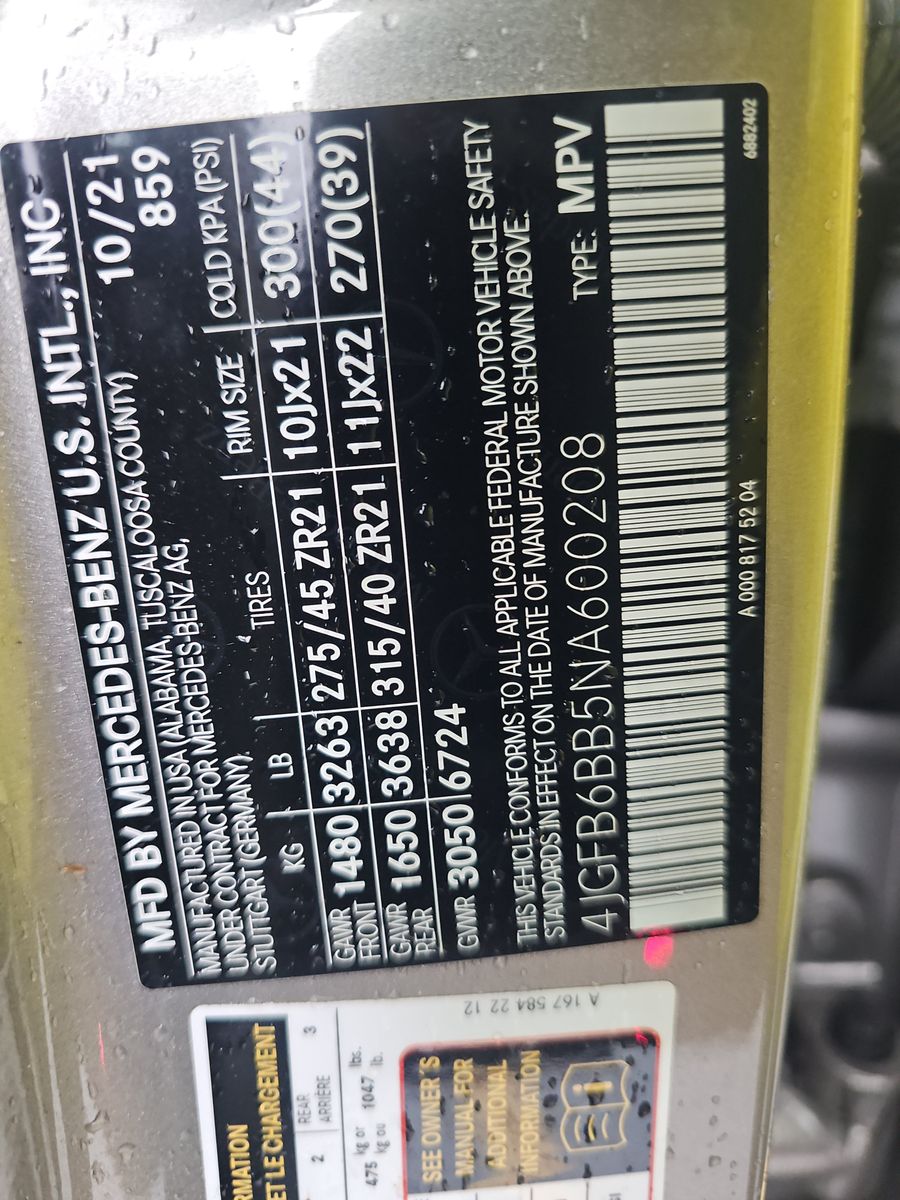 MFD BY MERCEDES-BENZ U.S. INTL., INC
MANUFACTURED IN USA (ALABAMA, TUSCALOOSA COUNTY) 10/21
UNDER CONTRACT FOR MERCEDES-BENZ AG, 859
STUTTGART (GERMANY).
KG LB TIRES RIM SIZE COLD KPA (PSI)
GAWR FRONT 1480 3263 275/45 ZR21 10Jx21 300(44)
GAWR REAR 1650 3638 315/40 ZR21 11Jx22 270(39)
GVWR 3050 6724
THIS VEHICLE CONFORMS TO ALL APPLICABLE FEDERAL MOTOR VEHICLE SAFETY
STANDARDS IN EFFECT ON THE DATE OF MANUFACTURE SHOWN ABOVE.
4JGFB6BB5NA600208 TYPE: MPV
A 000 817 52 04
6882402
RMATION
ET LE CHARGEMENT
2 REAR ARRIÈRE 3
475 kg or kg ou 1047 lbs. lb.
SEE OWNER'S
MANUAL FOR
ADDITIONAL
INFORMATION
A 167 584 22 12